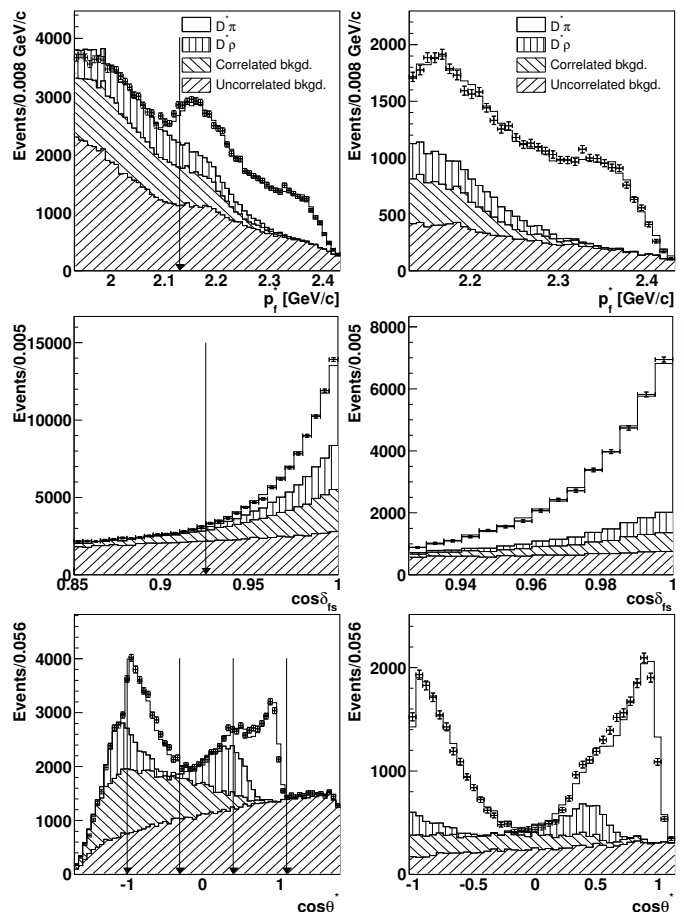 Events/0.008 GeV/c
4000
3000
2000
1000
0
D*π
D*ρ
Correlated bkgd.
Uncorrelated bkgd.
2
2.1
2.2
2.3
2.4
p*f [GeV/c]
Events/0.008 GeV/c
2000
1500
1000
500
0
D*π
D*ρ
Correlated bkgd.
Uncorrelated bkgd.
2.2
2.3
2.4
p*f [GeV/c]
Events/0.005
15000
10000
5000
0
0.85
0.9
0.95
1
cosδfs
Events/0.005
8000
6000
4000
2000
0
0.94
0.96
0.98
1
cosδfs
Events/0.056
4000
3000
2000
1000
0
-1
0
1
cosθ*
Events/0.056
2000
1000
0
-1
-0.5
0
0.5
1
cosθ*